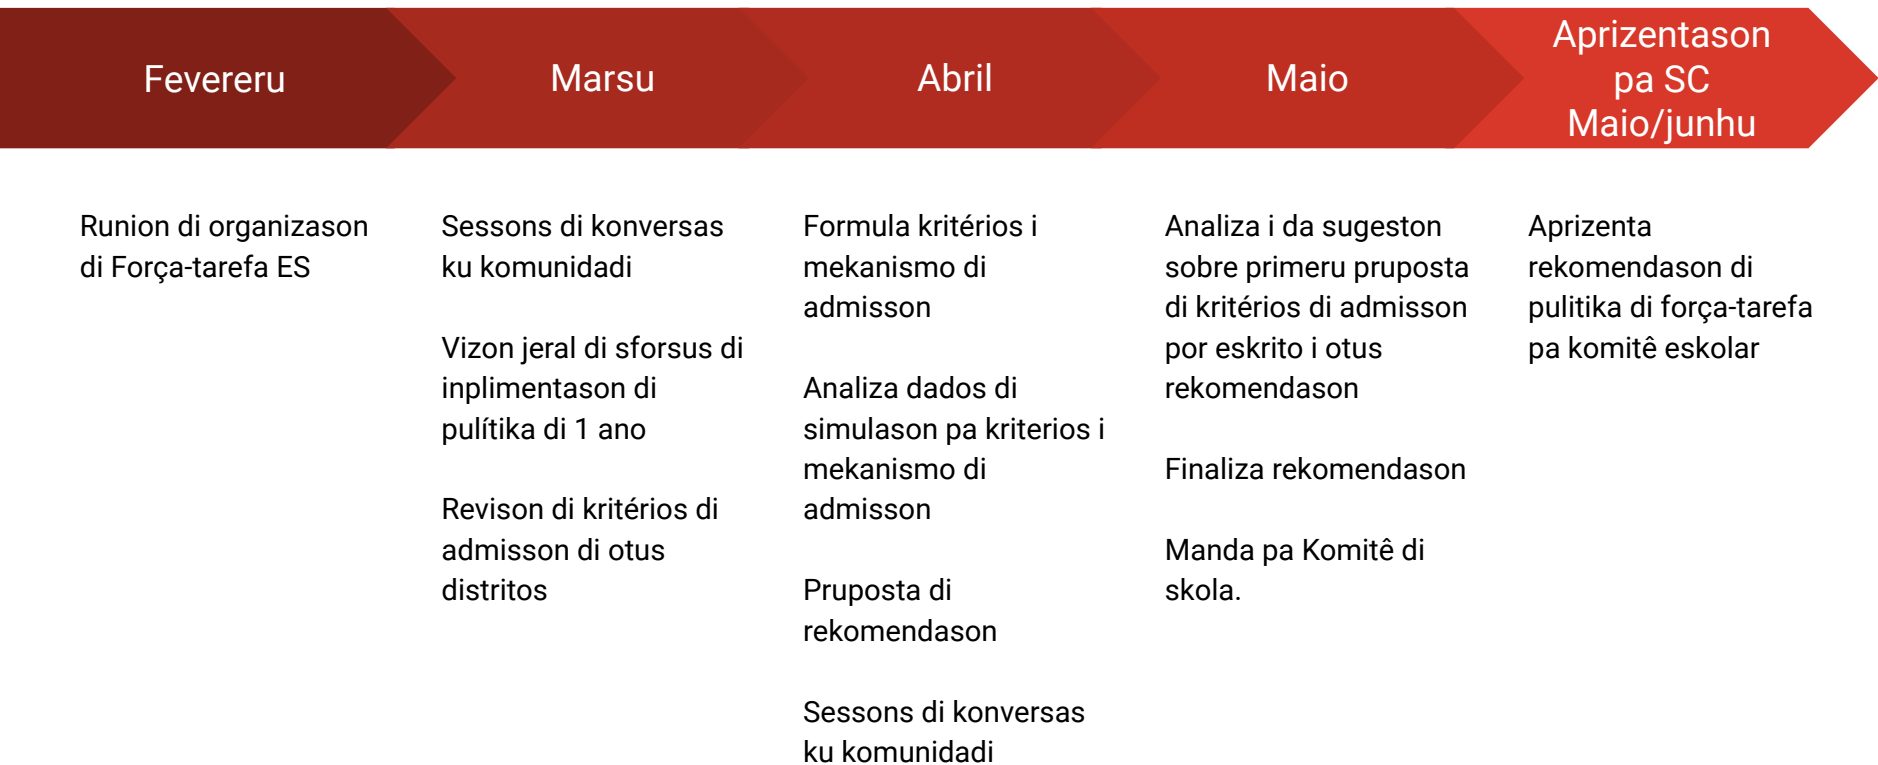 Fevereru
Marsu
Abril
Maio
Aprizentason
pa SC
Maio/junhu
Runion di organizason
di Força-tarefa ES
Sessons di konversas
ku komunidadi
Vizon jeral di sforsus di
inplimentason di
pulítika di 1 ano
Revison di kritérios di
admisson di otus
distritos
Formula kritérios i
mekanismo di
admisson
Analiza dados di
simulason pa kriterios i
mekanismo di
admisson
Pruposta di
rekomendason
Sessons di konversas
ku komunidadi
Analiza i da sugeston
sobre primeru pruposta
di kritérios di admisson
por eskrito i otus
rekomendason
Finaliza rekomendason
Manda pa Komitê di
skola.
Aprizenta
rekomendason di
pulitika di força-tarefa
pa komitê eskolar